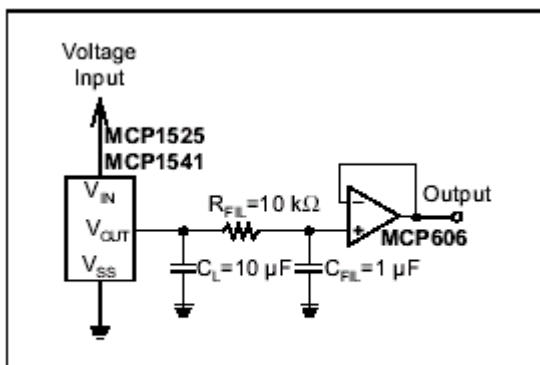 Voltage
Input
MCP1525
MCP1541
VIN
VOUT
VSS
RFIL=10 kΩ
CL=10 µF
CFIL=1 µF
−
+
Output
MCP606